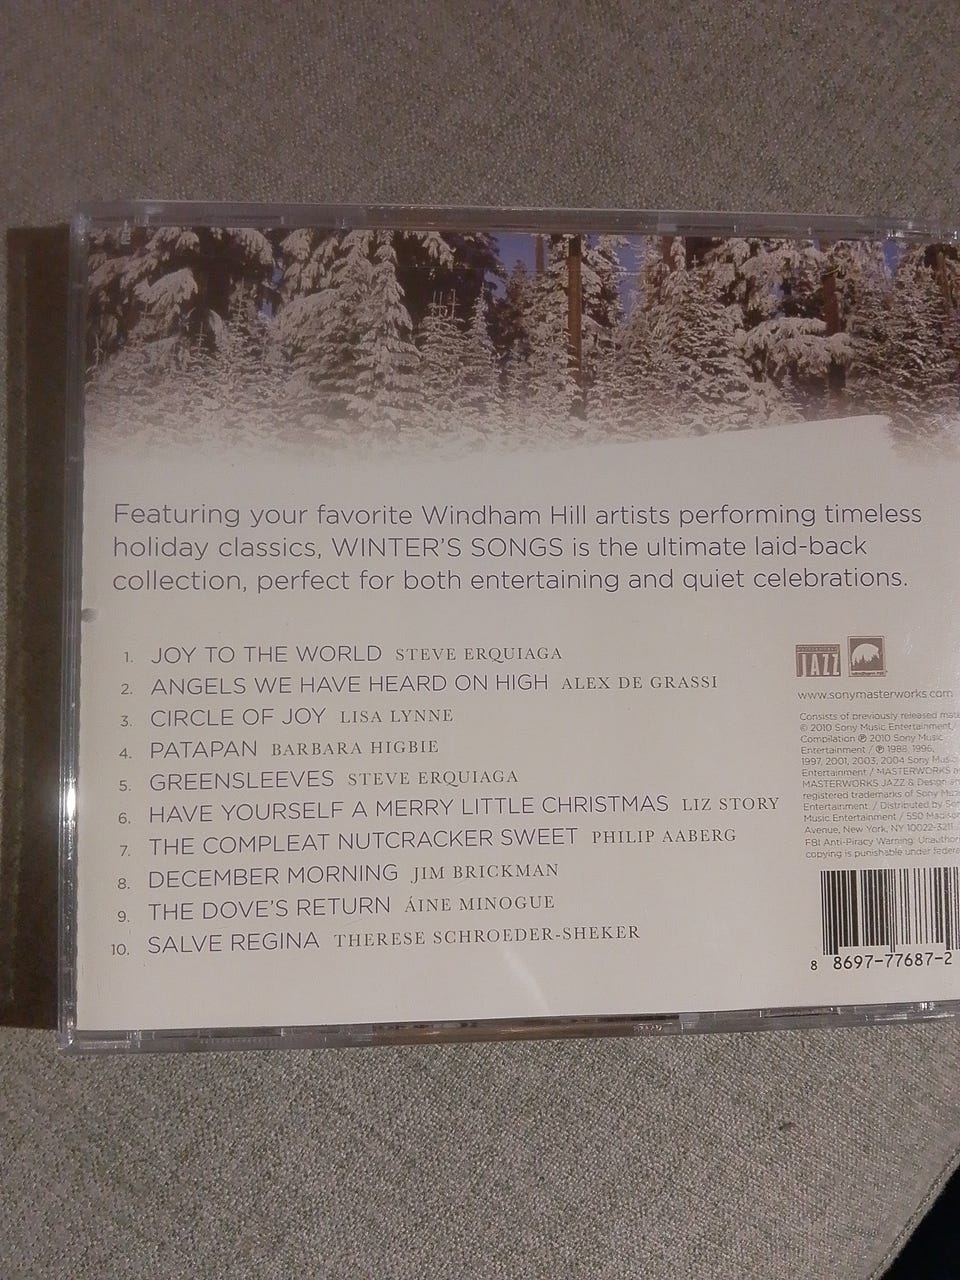 Featuring your favorite Windham Hill artists performing timeless
holiday classics, WINTER'S SONGS is the ultimate laid-back
collection, perfect for both entertaining and quiet celebrations.
1. JOY TO THE WORLD STEVE ERQUIAGA
2. ANGELS WE HAVE HEARD ON HIGH ALEX DE GRASSI
3. CIRCLE OF JOY LISA LYNNE
4. PATAPAN BARBARA HIGBIE
5. GREENSLEEVES STEVE ERQUIAGA
6. HAVE YOURSELF A MERRY LITTLE CHRISTMAS LIZ STORY
7. THE COMPLEAT NUTCRACKER SWEET PHILIP AABERG
8. DECEMBER MORNING JIM BRICKMAN
9. THE DOVE'S RETURN ÁINE MINOGUE
10. SALVE REGINA THERESE SCHROEDER-SHEKER
JAZZ
www.sonymasterworks.com
Consists of previously released
© 2010 Sony Music Entertainment/
Compilation ℗ 2010 Sony Music
Entertainment / ℗ 1988, 1996,
1997, 2001, 2003, 2004 Sony
Entertainment / MASTERWORKS
MASTERWORKS JAZZ & Design
registered trademarks of Sony
Entertainment / Distributed by
Music Entertainment / 550
Avenue, New York, NY 10022-3211
FBI Anti-Piracy Warning:
copying is punishable under
8 8697-77687-2